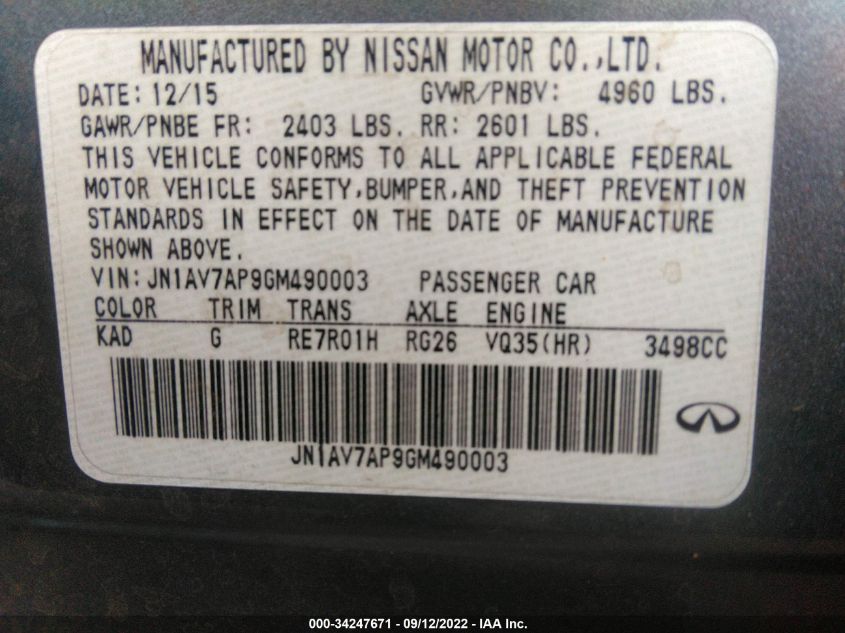 MANUFACTURED BY NISSAN MOTOR CO.,LTD.
DATE: 12/15 GVWR/PNBV: 4960 LBS.
GAWR/PNBE FR: 2403 LBS. RR: 2601 LBS.
THIS VEHICLE CONFORMS TO ALL APPLICABLE FEDERAL
MOTOR VEHICLE SAFETY,BUMPER,AND THEFT PREVENTION
STANDARDS IN EFFECT ON THE DATE OF MANUFACTURE
SHOWN ABOVE.
VIN: JN1AV7AP9GM490003 PASSENGER CAR
COLOR TRIM TRANS AXLE ENGINE
KAD G RE7R01H RG26 VQ35(HR) 3498CC
JN1AV7AP9GM490003
000-34247671 - 09/12/2022 - IAA Inc.